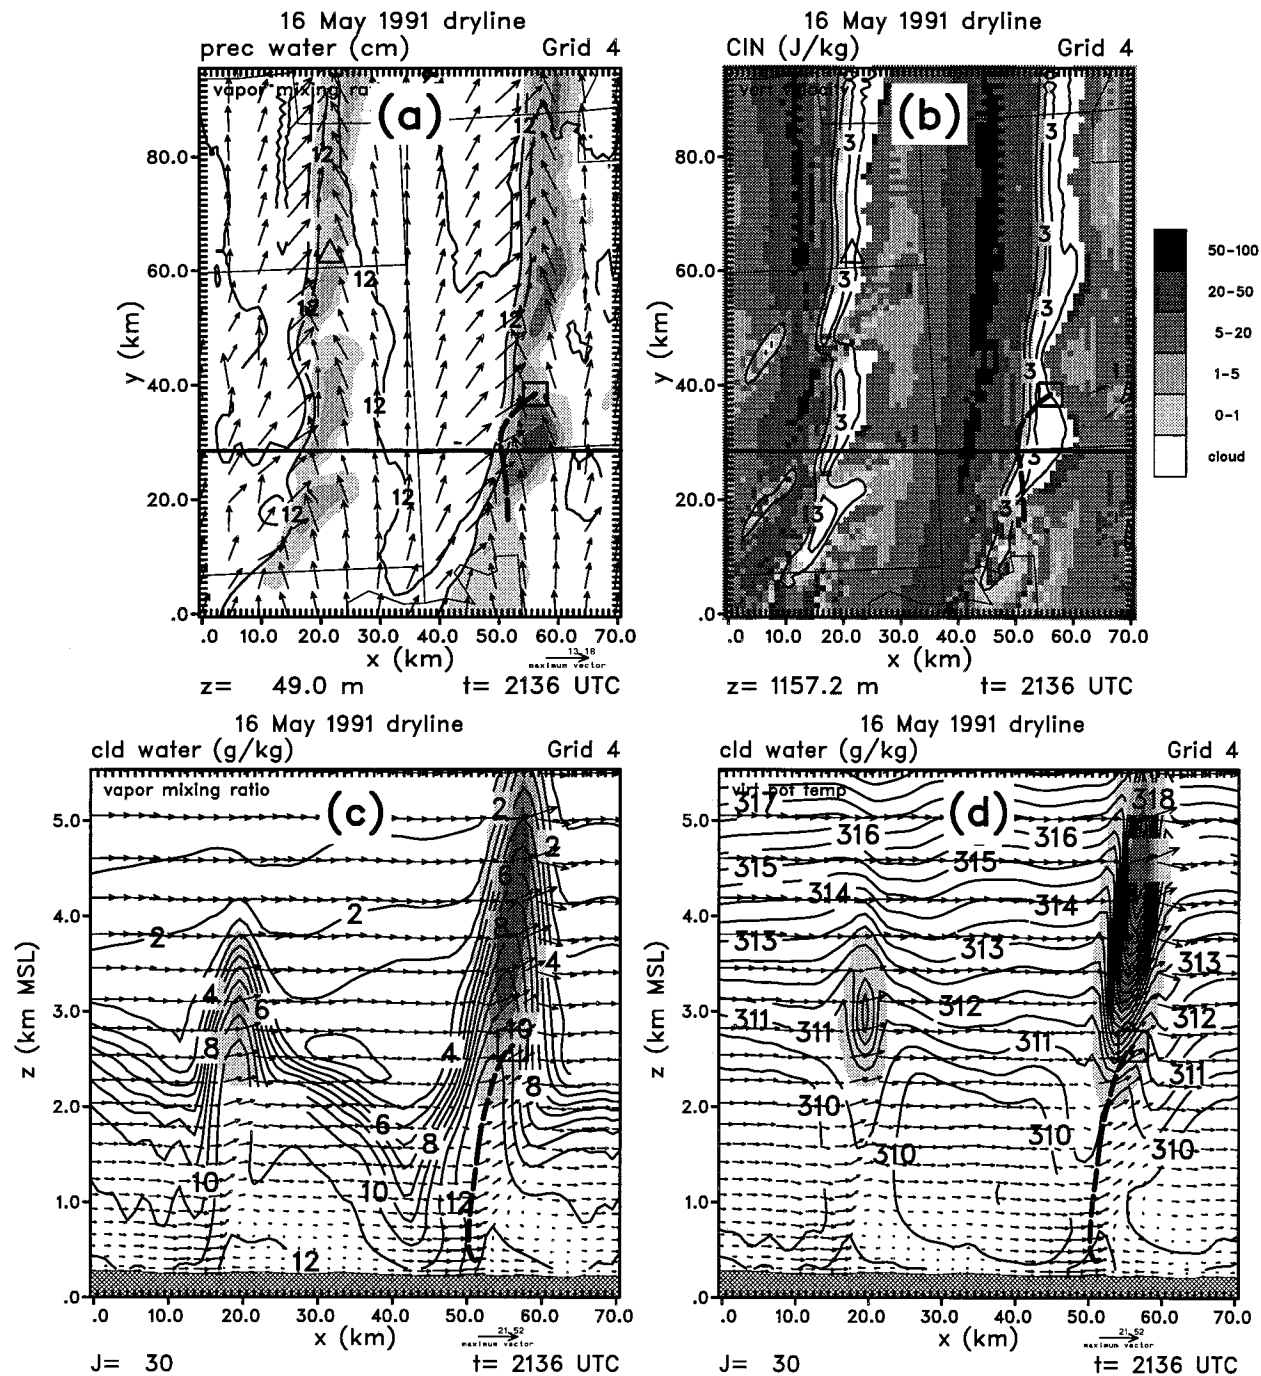 16 May 1991 dryline
prec water (cm) Grid 4
vapor mixing ra
(a)
12
12
12
12
12
12
12
12
12
y (km)
80.0
60.0
40.0
20.0
.0
.0 10.0 20.0 30.0 40.0 50.0 60.0 70.0
x (km)
13.18
maximum vector
z= 49.0 m t= 2136 UTC
16 May 1991 dryline
CIN (J/kg) Grid 4
(b)
3
3
3
3
3
3
3
3
3
3
y (km)
80.0
60.0
40.0
20.0
.0
.0 10.0 20.0 30.0 40.0 50.0 60.0 70.0
x (km)
z= 1157.2 m t= 2136 UTC
50-100
20-50
5-20
1-5
0-1
cloud
16 May 1991 dryline
cld water (g/kg) Grid 4
vapor mixing ratio
(c)
2
2
2
2
6
8
4
4
6
10
8
4
8
6
8
10
10
12
12
z (km MSL)
5.0
4.0
3.0
2.0
1.0
.0
.0 10.0 20.0 30.0 40.0 50.0 60.0 70.0
x (km)
21.52
maximum vector
J= 30 t= 2136 UTC
16 May 1991 dryline
cld water (g/kg) Grid 4
virt pot temp
(d)
317 318
316 316
315 315
314 314
313 313 313
312 312
311 311 311 311
310 310 310 310
z (km MSL)
5.0
4.0
3.0
2.0
1.0
.0
.0 10.0 20.0 30.0 40.0 50.0 60.0 70.0
x (km)
21.52
maximum vector
J= 30 t= 2136 UTC